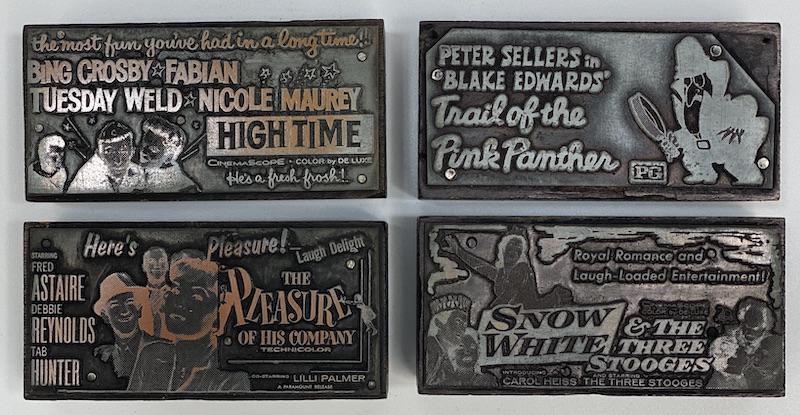 the most fun you've had in a long time!!
BING CROSBY☆FABIAN
TUESDAY WELD☆NICOLE MAUREY
HIGH TIME
CINEMASCOPE • COLOR by DE LUXE
He's a fresh frosh!
PETER SELLERS in
"BLAKE EDWARDS'
Trail of the
Pink Panther
PG
Here's Pleasure!
Laugh Delight
STARRING
FRED
ASTAIRE
DEBBIE
REYNOLDS
TAB
HUNTER
THE
PLEASURE
OF HIS COMPANY
TECHNICOLOR
CO-STARRING LILLI PALMER
A PARAMOUNT RELEASE
Royal Romance and
Laugh-Loaded Entertainment!
COLOR by DE LUXE
SNOW
WHITE & THE
THREE
STOOGES
INTRODUCING AND STARRING
CAROL HEISS THE THREE STOOGES